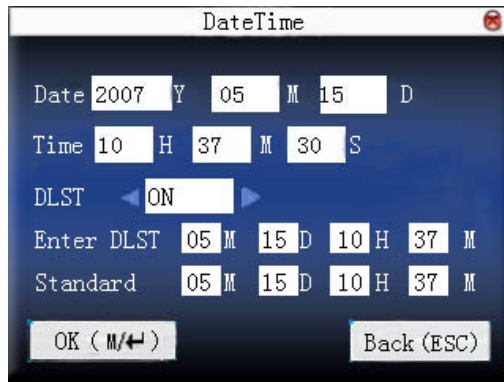 DateTime
Date 2007 Y 05 M 15 D
Time 10 H 37 M 30 S
DLST ON
Enter DLST 05 M 15 D 10 H 37 M
Standard 05 M 15 D 10 H 37 M
OK (M/↵) Back (ESC)